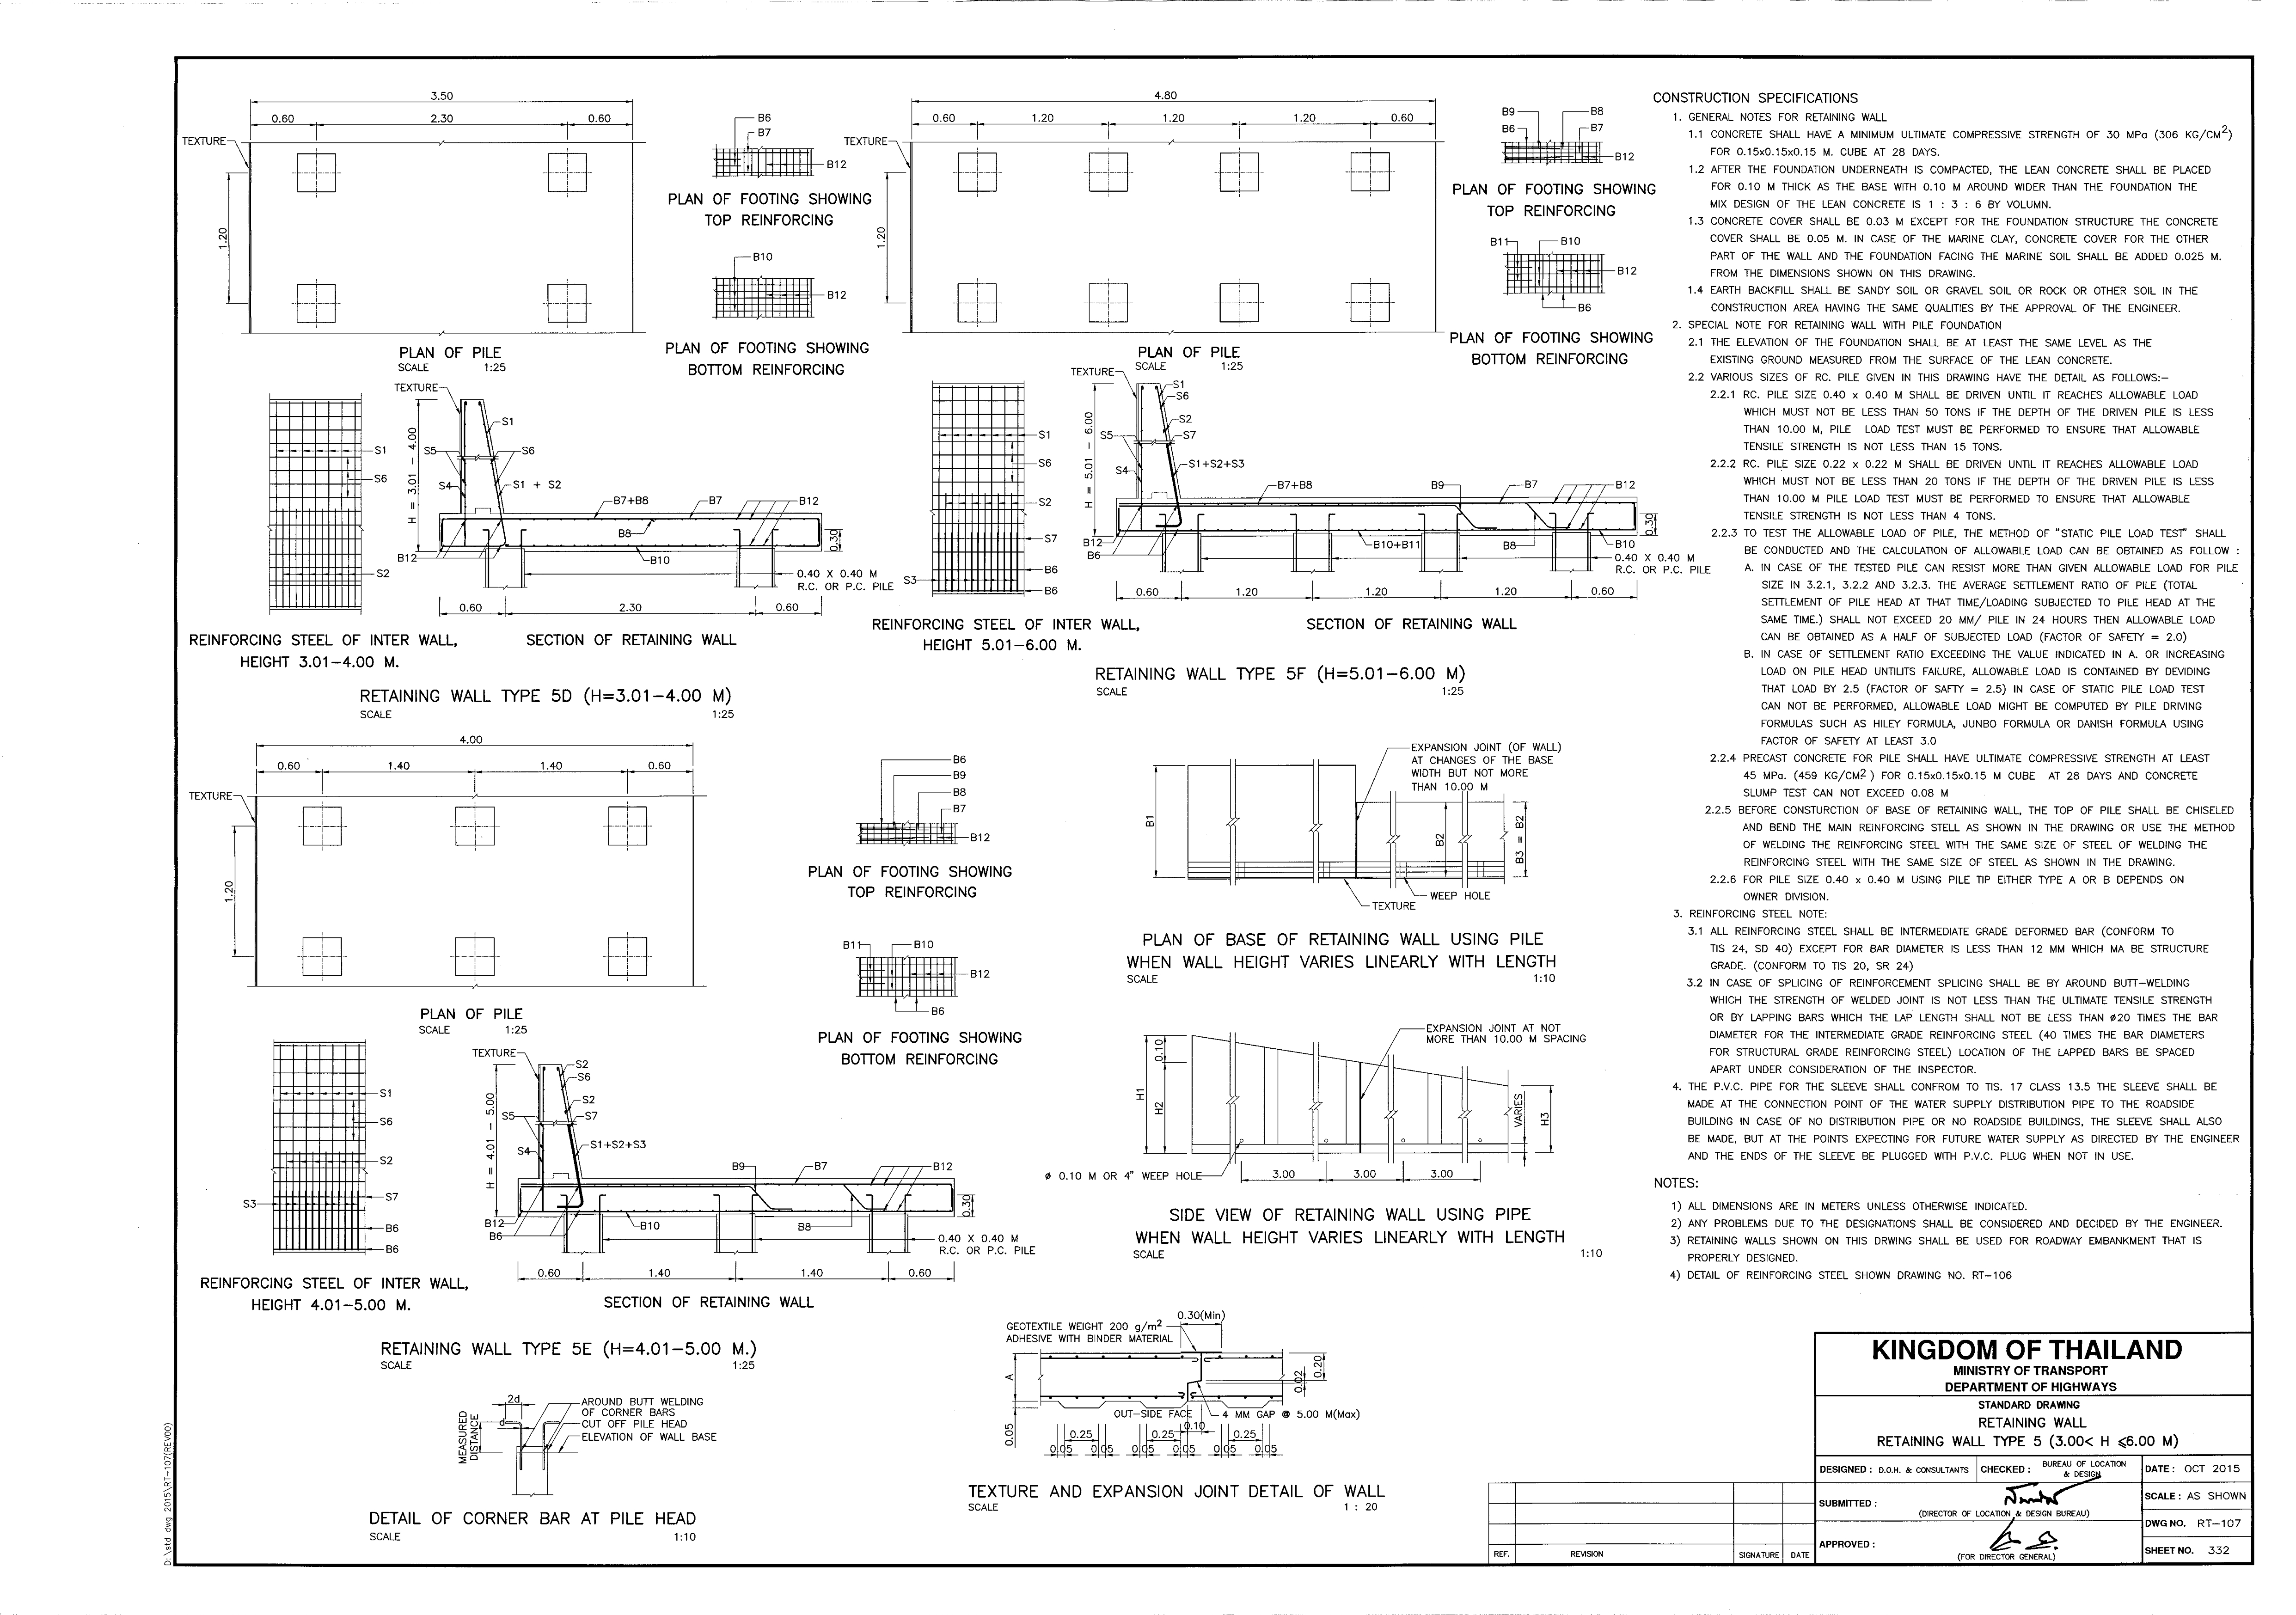 3.50
0.60 2.30 0.60
TEXTURE
1.20
PLAN OF PILE
SCALE 1:25
B6
B7
B12
PLAN OF FOOTING SHOWING
TOP REINFORCING
B10
B12
PLAN OF FOOTING SHOWING
BOTTOM REINFORCING
TEXTURE
S1
S1
S5
S6
S6
S4
S1 + S2
H = 3.01 - 4.00
B7+B8
B7
B12
B8
0.30
B12
B10
S2
0.40 X 0.40 M
R.C. OR P.C. PILE
0.60 2.30 0.60
REINFORCING STEEL OF INTER WALL,
HEIGHT 3.01-4.00 M.
SECTION OF RETAINING WALL
RETAINING WALL TYPE 5D (H=3.01-4.00 M)
SCALE 1:25
4.80
0.60 1.20 1.20 1.20 0.60
TEXTURE
1.20
PLAN OF PILE
SCALE 1:25
B9 B8
B6 B7
B12
PLAN OF FOOTING SHOWING
TOP REINFORCING
B11 B10
B12
B6
PLAN OF FOOTING SHOWING
BOTTOM REINFORCING
TEXTURE
S1
S6
S2
S1
S5
S7
S6
S4
S1+S2+S3
H = 5.01 - 6.00
S2
B7+B8
B9
B7
B12
0.30
S7
B12
B6
B10+B11
B8
B10
0.40 X 0.40 M
R.C. OR P.C. PILE
B6
S3
B6
0.60 1.20 1.20 1.20 0.60
REINFORCING STEEL OF INTER WALL,
HEIGHT 5.01-6.00 M.
SECTION OF RETAINING WALL
RETAINING WALL TYPE 5F (H=5.01-6.00 M)
SCALE 1:25
4.00
0.60 1.40 1.40 0.60
TEXTURE
1.20
PLAN OF PILE
SCALE 1:25
B6
B9
B8
B7
B12
PLAN OF FOOTING SHOWING
TOP REINFORCING
B11 B10
B12
B6
PLAN OF FOOTING SHOWING
BOTTOM REINFORCING
TEXTURE
S2
S6
S1
S2
S5
S7
S6
S4
S1+S2+S3
H = 4.01 - 5.00
S2
B9
B7
B12
S7
S3
0.30
B12
B6
B10
B8
B6
B6
0.40 X 0.40 M
R.C. OR P.C. PILE
0.60 1.40 1.40 0.60
REINFORCING STEEL OF INTER WALL,
HEIGHT 4.01-5.00 M.
SECTION OF RETAINING WALL
RETAINING WALL TYPE 5E (H=4.01-5.00 M.)
SCALE 1:25
EXPANSION JOINT (OF WALL)
AT CHANGES OF THE BASE
WIDTH BUT NOT MORE
THAN 10.00 M
B1
B2
B3 = B2
WEEP HOLE
TEXTURE
PLAN OF BASE OF RETAINING WALL USING PILE
WHEN WALL HEIGHT VARIES LINEARLY WITH LENGTH
SCALE 1:10
EXPANSION JOINT AT NOT
MORE THAN 10.00 M SPACING
0.10
H1
H2
VARIES
H3
ø 0.10 M OR 4" WEEP HOLE
3.00 3.00 3.00
SIDE VIEW OF RETAINING WALL USING PIPE
WHEN WALL HEIGHT VARIES LINEARLY WITH LENGTH
SCALE 1:10
2d
d
MEASURED
DISTANCE
AROUND BUTT WELDING
OF CORNER BARS
CUT OFF PILE HEAD
ELEVATION OF WALL BASE
DETAIL OF CORNER BAR AT PILE HEAD
SCALE 1:10
0.30(Min)
GEOTEXTILE WEIGHT 200 g/m2
ADHESIVE WITH BINDER MATERIAL
A
0.02
0.20
OUT-SIDE FACE
4 MM GAP @ 5.00 M(Max)
0.05
0.10
0.25 0.25 0.25
0.05 0.05 0.05 0.05 0.05 0.05
TEXTURE AND EXPANSION JOINT DETAIL OF WALL
SCALE 1 : 20
CONSTRUCTION SPECIFICATIONS
1. GENERAL NOTES FOR RETAINING WALL
1.1 CONCRETE SHALL HAVE A MINIMUM ULTIMATE COMPRESSIVE STRENGTH OF 30 MPa (306 KG/CM2)
FOR 0.15x0.15x0.15 M. CUBE AT 28 DAYS.
1.2 AFTER THE FOUNDATION UNDERNEATH IS COMPACTED, THE LEAN CONCRETE SHALL BE PLACED
FOR 0.10 M THICK AS THE BASE WITH 0.10 M AROUND WIDER THAN THE FOUNDATION THE
MIX DESIGN OF THE LEAN CONCRETE IS 1 : 3 : 6 BY VOLUMN.
1.3 CONCRETE COVER SHALL BE 0.03 M EXCEPT FOR THE FOUNDATION STRUCTURE THE CONCRETE
COVER SHALL BE 0.05 M. IN CASE OF THE MARINE CLAY, CONCRETE COVER FOR THE OTHER
PART OF THE WALL AND THE FOUNDATION FACING THE MARINE SOIL SHALL BE ADDED 0.025 M.
FROM THE DIMENSIONS SHOWN ON THIS DRAWING.
1.4 EARTH BACKFILL SHALL BE SANDY SOIL OR GRAVEL SOIL OR ROCK OR OTHER SOIL IN THE
CONSTRUCTION AREA HAVING THE SAME QUALITIES BY THE APPROVAL OF THE ENGINEER.
2. SPECIAL NOTE FOR RETAINING WALL WITH PILE FOUNDATION
2.1 THE ELEVATION OF THE FOUNDATION SHALL BE AT LEAST THE SAME LEVEL AS THE
EXISTING GROUND MEASURED FROM THE SURFACE OF THE LEAN CONCRETE.
2.2 VARIOUS SIZES OF RC. PILE GIVEN IN THIS DRAWING HAVE THE DETAIL AS FOLLOWS:-
2.2.1 RC. PILE SIZE 0.40 x 0.40 M SHALL BE DRIVEN UNTIL IT REACHES ALLOWABLE LOAD
WHICH MUST NOT BE LESS THAN 50 TONS IF THE DEPTH OF THE DRIVEN PILE IS LESS
THAN 10.00 M, PILE LOAD TEST MUST BE PERFORMED TO ENSURE THAT ALLOWABLE
TENSILE STRENGTH IS NOT LESS THAN 15 TONS.
2.2.2 RC. PILE SIZE 0.22 x 0.22 M SHALL BE DRIVEN UNTIL IT REACHES ALLOWABLE LOAD
WHICH MUST NOT BE LESS THAN 20 TONS IF THE DEPTH OF THE DRIVEN PILE IS LESS
THAN 10.00 M PILE LOAD TEST MUST BE PERFORMED TO ENSURE THAT ALLOWABLE
TENSILE STRENGTH IS NOT LESS THAN 4 TONS.
2.2.3 TO TEST THE ALLOWABLE LOAD OF PILE, THE METHOD OF "STATIC PILE LOAD TEST" SHALL
BE CONDUCTED AND THE CALCULATION OF ALLOWABLE LOAD CAN BE OBTAINED AS FOLLOW :
A. IN CASE OF THE TESTED PILE CAN RESIST MORE THAN GIVEN ALLOWABLE LOAD FOR PILE
SIZE IN 3.2.1, 3.2.2 AND 3.2.3. THE AVERAGE SETTLEMENT RATIO OF PILE (TOTAL
SETTLEMENT OF PILE HEAD AT THAT TIME/LOADING SUBJECTED TO PILE HEAD AT THE
SAME TIME.) SHALL NOT EXCEED 20 MM/ PILE IN 24 HOURS THEN ALLOWABLE LOAD
CAN BE OBTAINED AS A HALF OF SUBJECTED LOAD (FACTOR OF SAFETY = 2.0)
B. IN CASE OF SETTLEMENT RATIO EXCEEDING THE VALUE INDICATED IN A. OR INCREASING
LOAD ON PILE HEAD UNTILITS FAILURE, ALLOWABLE LOAD IS CONTAINED BY DEVIDING
THAT LOAD BY 2.5 (FACTOR OF SAFTY = 2.5) IN CASE OF STATIC PILE LOAD TEST
CAN NOT BE PERFORMED, ALLOWABLE LOAD MIGHT BE COMPUTED BY PILE DRIVING
FORMULAS SUCH AS HILEY FORMULA, JUNBO FORMULA OR DANISH FORMULA USING
FACTOR OF SAFETY AT LEAST 3.0
2.2.4 PRECAST CONCRETE FOR PILE SHALL HAVE ULTIMATE COMPRESSIVE STRENGTH AT LEAST
45 MPa. (459 KG/CM2 ) FOR 0.15x0.15x0.15 M CUBE AT 28 DAYS AND CONCRETE
SLUMP TEST CAN NOT EXCEED 0.08 M
2.2.5 BEFORE CONSTURCTION OF BASE OF RETAINING WALL, THE TOP OF PILE SHALL BE CHISELED
AND BEND THE MAIN REINFORCING STELL AS SHOWN IN THE DRAWING OR USE THE METHOD
OF WELDING THE REINFORCING STEEL WITH THE SAME SIZE OF STEEL OF WELDING THE
REINFORCING STEEL WITH THE SAME SIZE OF STEEL AS SHOWN IN THE DRAWING.
2.2.6 FOR PILE SIZE 0.40 x 0.40 M USING PILE TIP EITHER TYPE A OR B DEPENDS ON
OWNER DIVISION.
3. REINFORCING STEEL NOTE:
3.1 ALL REINFORCING STEEL SHALL BE INTERMEDIATE GRADE DEFORMED BAR (CONFORM TO
TIS 24, SD 40) EXCEPT FOR BAR DIAMETER IS LESS THAN 12 MM WHICH MA BE STRUCTURE
GRADE. (CONFORM TO TIS 20, SR 24)
3.2 IN CASE OF SPLICING OF REINFORCEMENT SPLICING SHALL BE BY AROUND BUTT-WELDING
WHICH THE STRENGTH OF WELDED JOINT IS NOT LESS THAN THE ULTIMATE TENSILE STRENGTH
OR BY LAPPING BARS WHICH THE LAP LENGTH SHALL NOT BE LESS THAN ø20 TIMES THE BAR
DIAMETER FOR THE INTERMEDIATE GRADE REINFORCING STEEL (40 TIMES THE BAR DIAMETERS
FOR STRUCTURAL GRADE REINFORCING STEEL) LOCATION OF THE LAPPED BARS BE SPACED
APART UNDER CONSIDERATION OF THE INSPECTOR.
4. THE P.V.C. PIPE FOR THE SLEEVE SHALL CONFROM TO TIS. 17 CLASS 13.5 THE SLEEVE SHALL BE
MADE AT THE CONNECTION POINT OF THE WATER SUPPLY DISTRIBUTION PIPE TO THE ROADSIDE
BUILDING IN CASE OF NO DISTRIBUTION PIPE OR NO ROADSIDE BUILDINGS, THE SLEEVE SHALL ALSO
BE MADE, BUT AT THE POINTS EXPECTING FOR FUTURE WATER SUPPLY AS DIRECTED BY THE ENGINEER
AND THE ENDS OF THE SLEEVE BE PLUGGED WITH P.V.C. PLUG WHEN NOT IN USE.
NOTES:
1) ALL DIMENSIONS ARE IN METERS UNLESS OTHERWISE INDICATED.
2) ANY PROBLEMS DUE TO THE DESIGNATIONS SHALL BE CONSIDERED AND DECIDED BY THE ENGINEER.
3) RETAINING WALLS SHOWN ON THIS DRWING SHALL BE USED FOR ROADWAY EMBANKMENT THAT IS
PROPERLY DESIGNED.
4) DETAIL OF REINFORCING STEEL SHOWN DRAWING NO. RT-106
KINGDOM OF THAILAND
MINISTRY OF TRANSPORT
DEPARTMENT OF HIGHWAYS
STANDARD DRAWING
RETAINING WALL
RETAINING WALL TYPE 5 (3.00< H ≤6.00 M)
DESIGNED : D.O.H. & CONSULTANTS CHECKED : BUREAU OF LOCATION & DESIGN DATE : OCT 2015
SUBMITTED :
(DIRECTOR OF LOCATION & DESIGN BUREAU)
SCALE : AS SHOWN
DWG NO. RT-107
APPROVED :
(FOR DIRECTOR GENERAL)
SHEET NO. 332
REF. REVISION SIGNATURE DATE
D:\std dwg 2015\RT-107(REV00)